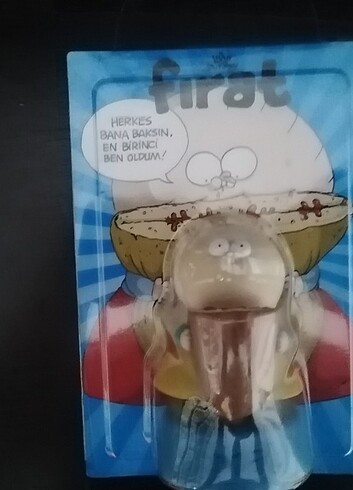 fırat
HERKES
BANA BAKSIN,
EN BİRİNCİ
BEN OLDUM!